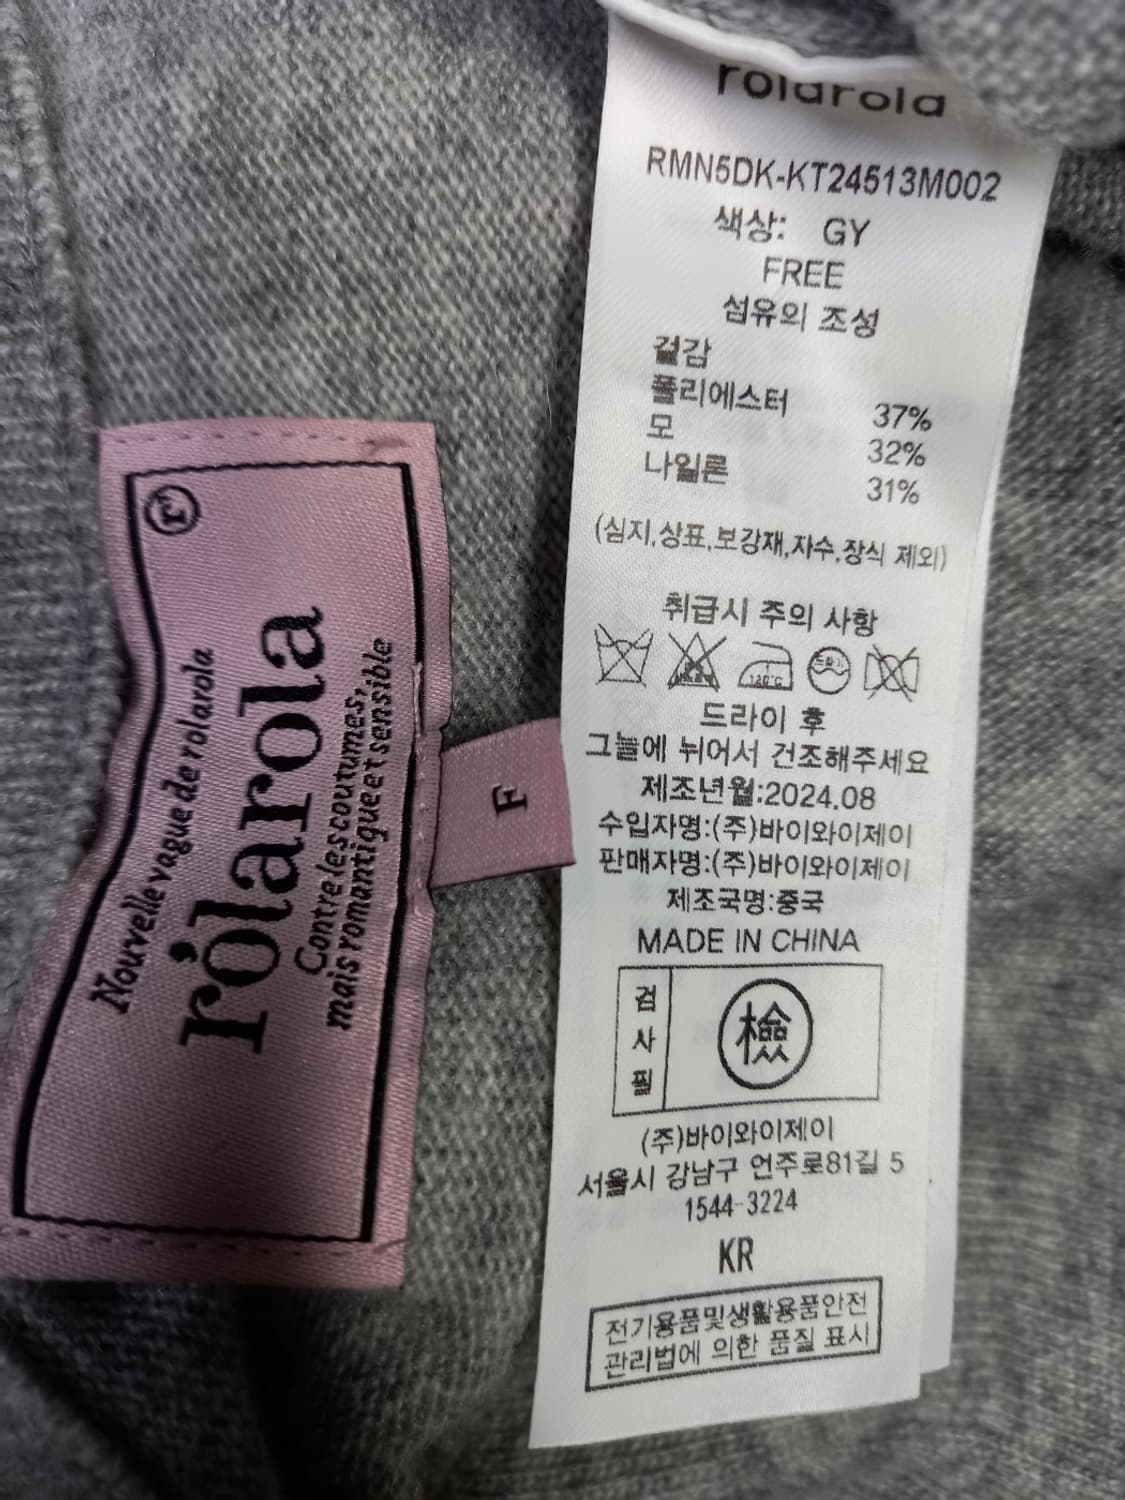 r
Nouvelle vague de rolarola
rólarola
Contre les coutumes,
mais romantique et sensible
F
rolarola
RMN5DK-KT24513M002
색상: GY
FREE
섬유의 조성
겉감
폴리에스터 37%
모 32%
나일론 31%
(심지,상표,보강재,자수,장식 제외)
취급시 주의 사항
120℃ 드라이
드라이 후
그늘에 뉘어서 건조해주세요
제조년월:2024.08
수입자명:(주)바이와이제이
판매자명:(주)바이와이제이
제조국명:중국
MADE IN CHINA
검사필
檢
(주)바이와이제이
서울시 강남구 언주로81길 5
1544-3224
KR
전기용품및생활용품안전
관리법에 의한 품질 표시